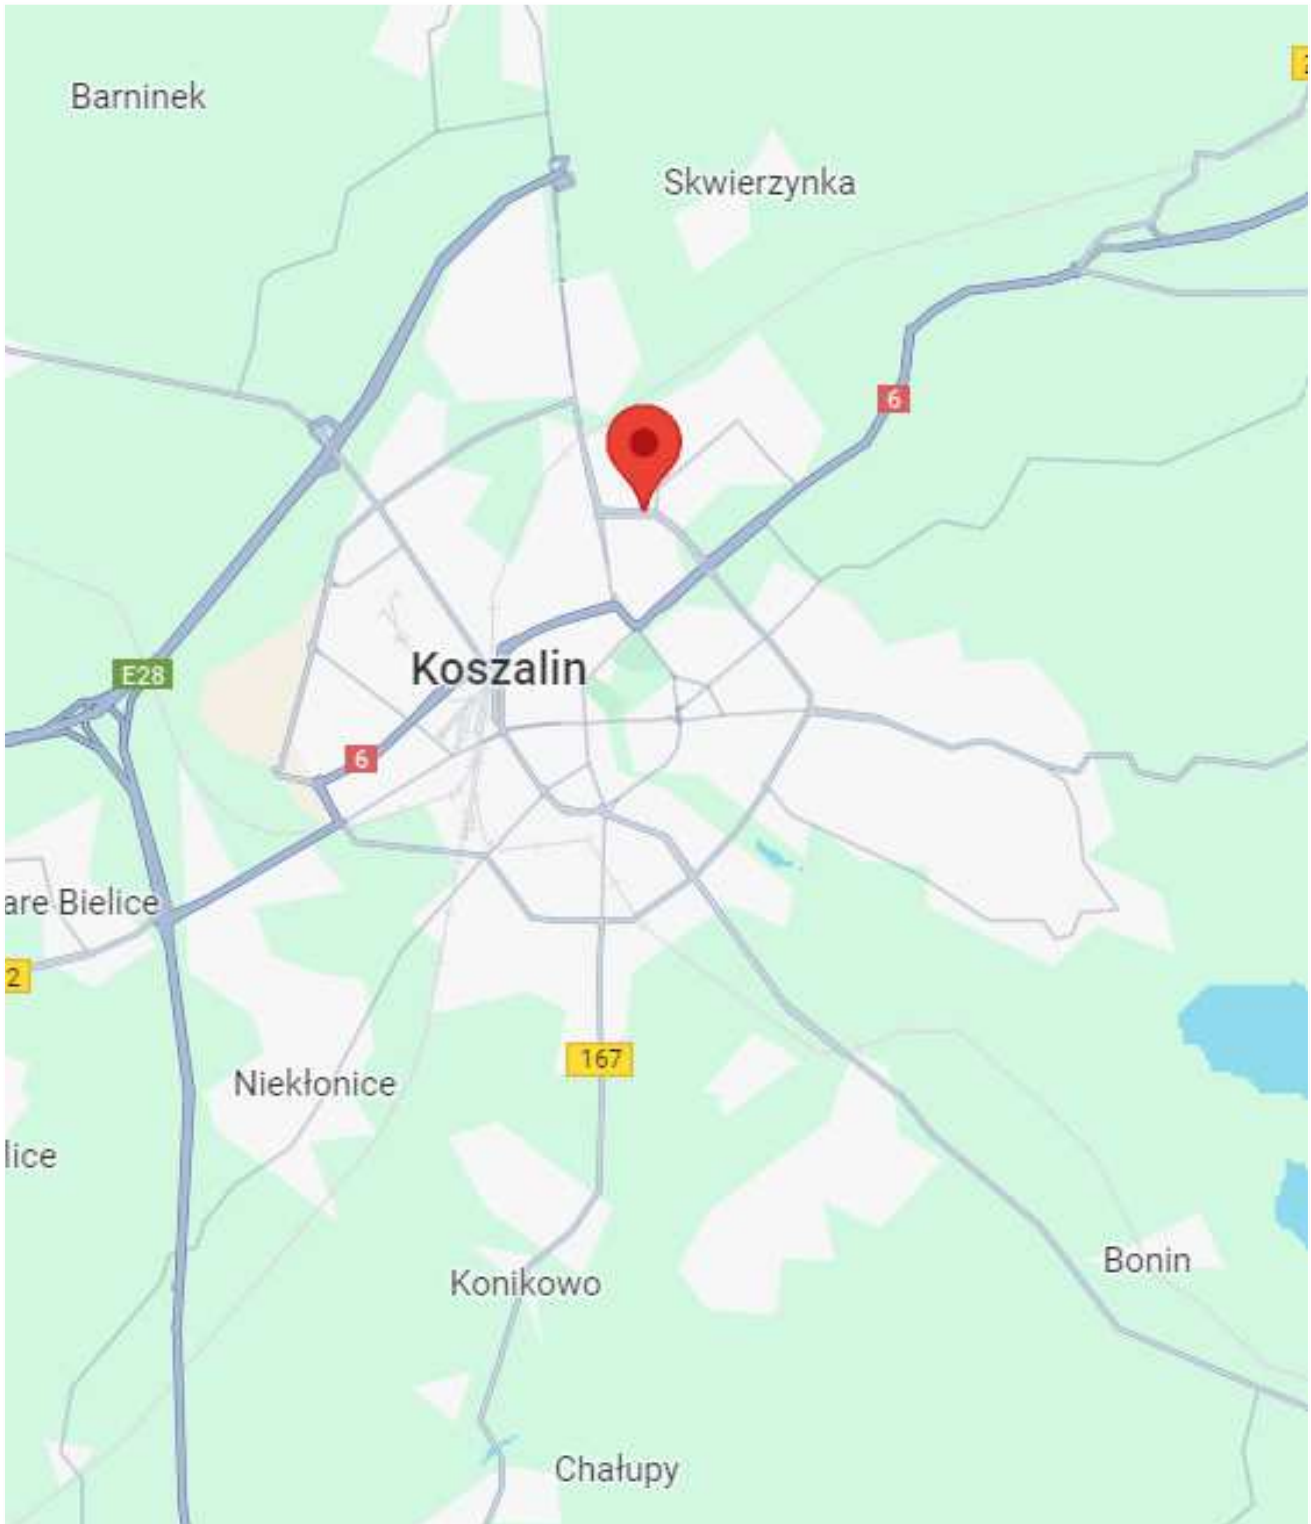 Barninek
Skwierzynka
6
Koszalin
E28
6
are Bielice
2
167
Niekłonice
lice
Bonin
Konikowo
Chałupy